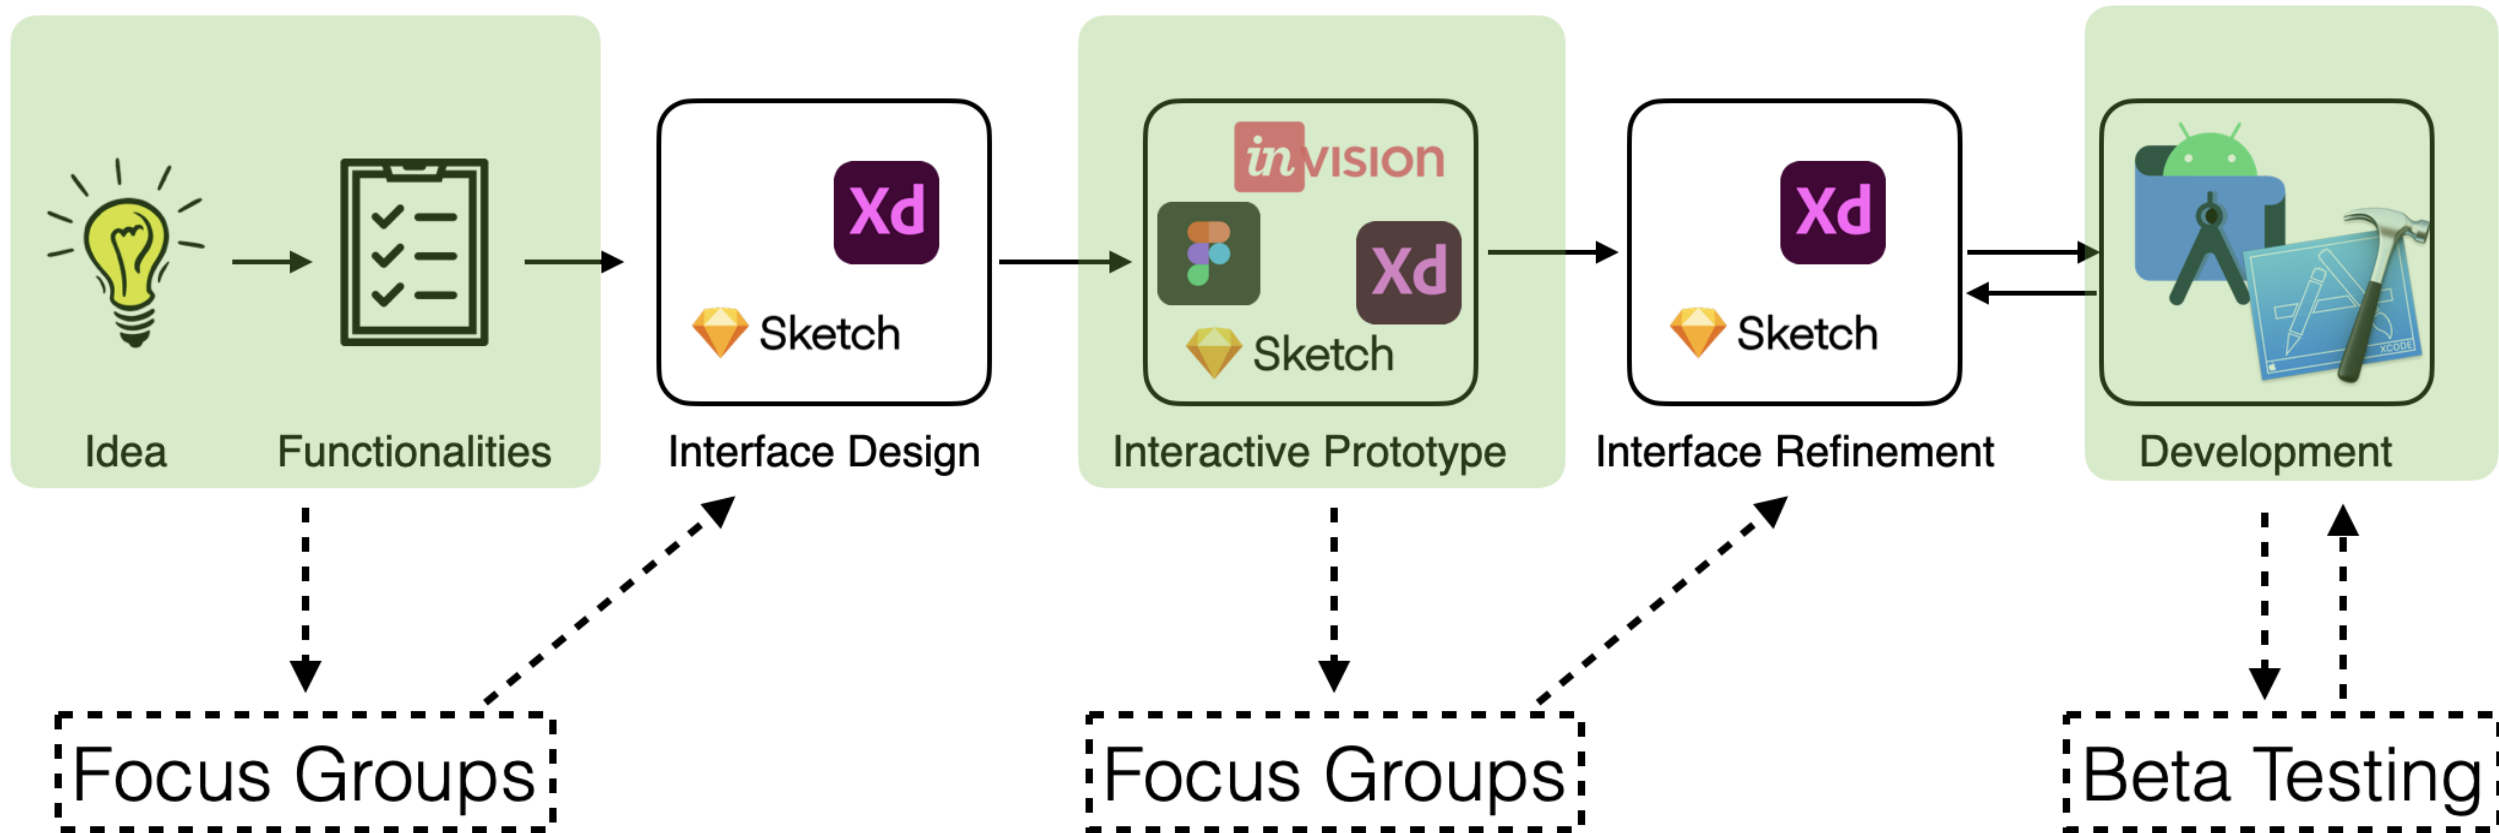 invision
Xd
Xd
Xd
Sketch
Sketch
Sketch
XCODE
Idea
Functionalities
Interface Design
Interactive Prototype
Interface Refinement
Development
Focus Groups
Focus Groups
Beta Testing